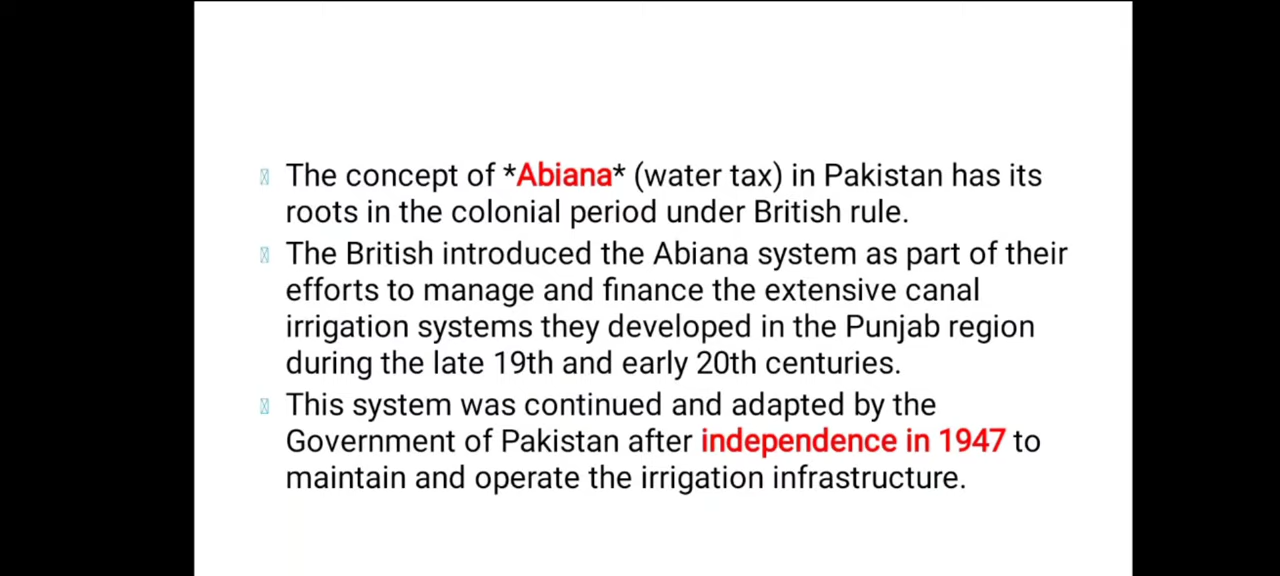 The concept of *Abiana* (water tax) in Pakistan has its
roots in the colonial period under British rule.
The British introduced the Abiana system as part of their
efforts to manage and finance the extensive canal
irrigation systems they developed in the Punjab region
during the late 19th and early 20th centuries.
This system was continued and adapted by the
Government of Pakistan after independence in 1947 to
maintain and operate the irrigation infrastructure.